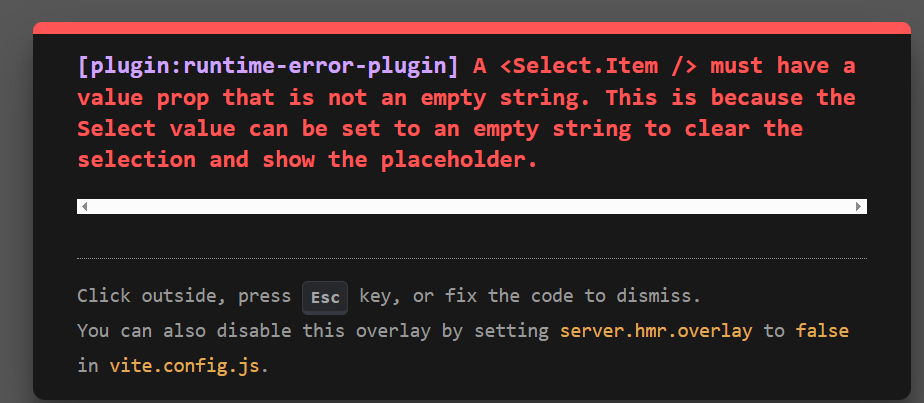 [plugin:runtime-error-plugin] A <Select.Item /> must have a
value prop that is not an empty string. This is because the
Select value can be set to an empty string to clear the
selection and show the placeholder.
Click outside, press Esc key, or fix the code to dismiss.
You can also disable this overlay by setting server.hmr.overlay to false
in vite.config.js.